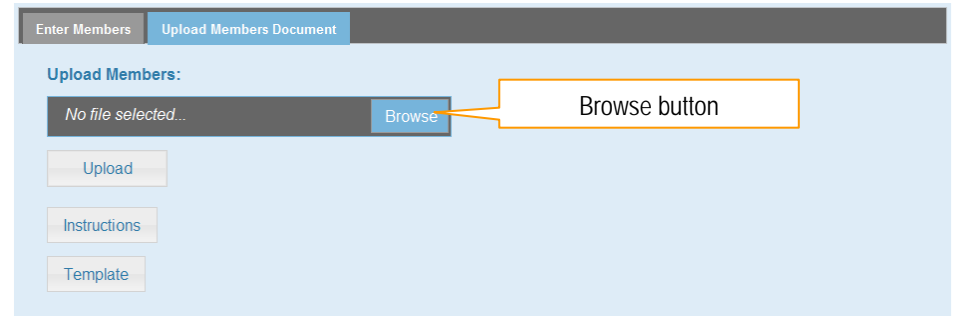 Enter Members Upload Members Document
Upload Members:
No file selected... Browse
Browse button
Upload
Instructions
Template